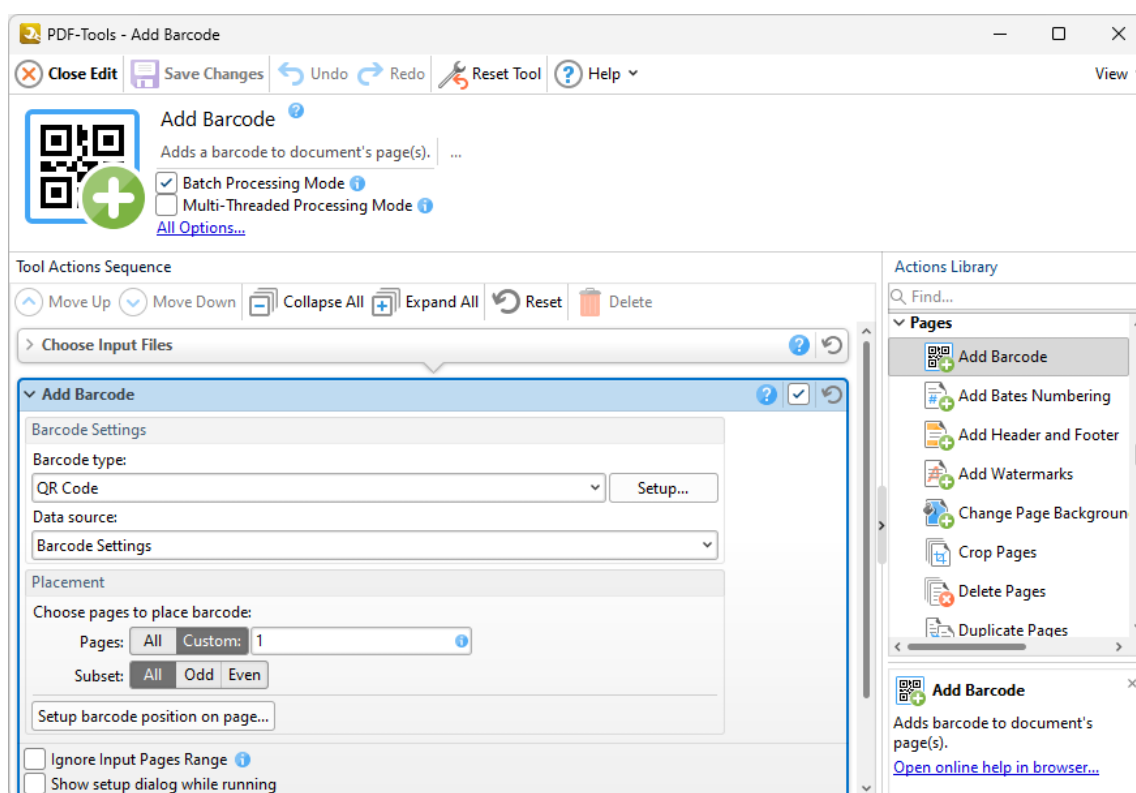 PDF-Tools - Add Barcode
Close Edit Save Changes Undo Redo Reset Tool ? Help View
Add Barcode ?
Adds a barcode to document's page(s). ...
Batch Processing Mode i
Multi-Threaded Processing Mode i
All Options...
Tool Actions Sequence
Move Up Move Down Collapse All Expand All Reset Delete
Choose Input Files ?
Add Barcode ?
Barcode Settings
Barcode type:
QR Code Setup...
Data source:
Barcode Settings
Placement
Choose pages to place barcode:
Pages: All Custom: 1 i
Subset: All Odd Even
Setup barcode position on page...
Ignore Input Pages Range i
Show setup dialog while running
Actions Library
Find...
Pages
Add Barcode
# Add Bates Numbering
Add Header and Footer
Add Watermarks
Change Page Backgroun
Crop Pages
Delete Pages
Duplicate Pages
Add Barcode
Adds barcode to document's
page(s).
Open online help in browser...